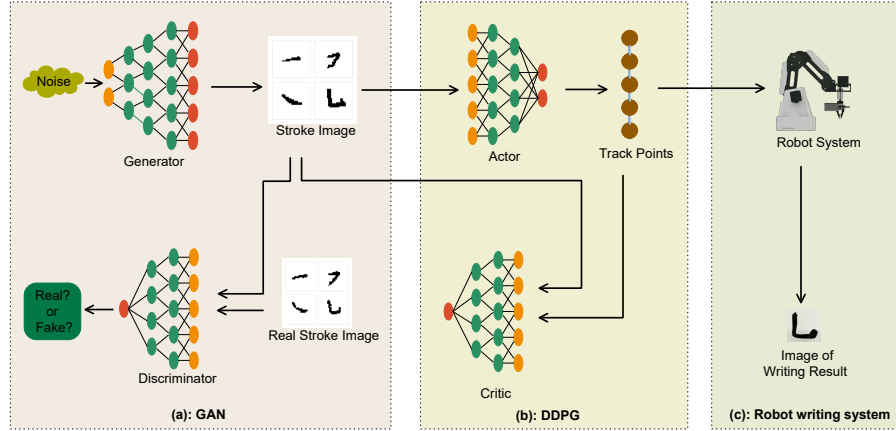 Noise
Generator
Stroke Image
Actor
Track Points
Robot System
Real?
or
Fake?
Discriminator
Real Stroke Image
Critic
Image of
Writing Result
(a): GAN
(b): DDPG
(c): Robot writing system